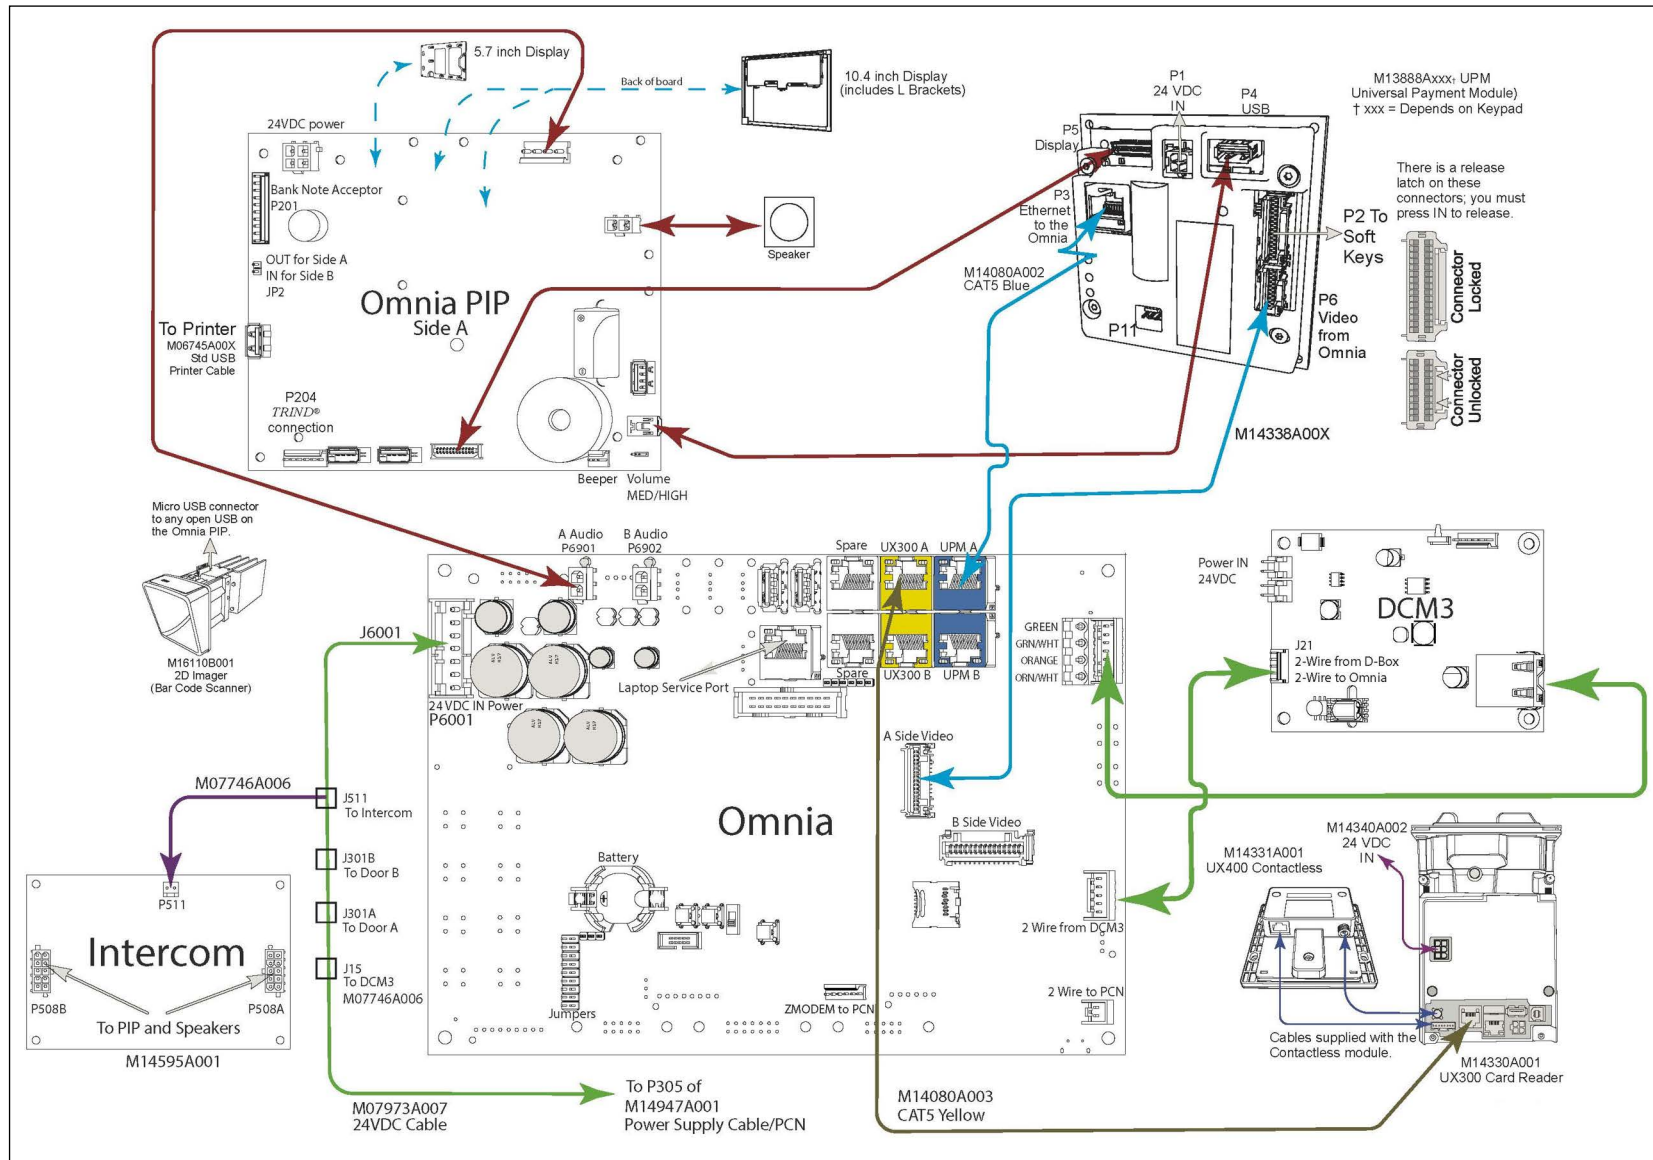 5.7 inch Display
Back of board
10.4 inch Display
(includes L Brackets)
P1
24 VDC
IN
P4
USB
M13888Axxx† UPM
Universal Payment Module)
† xxx = Depends on Keypad
24VDC power
Bank Note Acceptor
P201
OUT for Side A
IN for Side B
JP2
Omnia PIP
Side A
To Printer
M06745A00X
Std USB
Printer Cable
P204
TRIND®
connection
Speaker
Beeper
Volume
MED/HIGH
P5
Display
P3
Ethernet
to the
Omnia
M14080A002
CAT5 Blue
P11
P2 To
Soft
Keys
P6
Video
from
Omnia
M14338A00X
There is a release
latch on these
connectors; you must
press IN to release.
Connector
Locked
Connector
Unlocked
Micro USB connector
to any open USB on
the Omnia PIP.
M16110B001
2D Imager
(Bar Code Scanner)
A Audio
P6901
B Audio
P6902
Spare
UX300 A
UPM A
Spare
UX300 B
UPM B
J6001
24VDC IN Power
P6001
Laptop Service Port
GREEN
GRN/WHT
ORANGE
ORN/WHT
Power IN
24VDC
DCM3
J21
2-Wire from D-Box
2-Wire to Omnia
A Side Video
B Side Video
Omnia
Battery
Jumpers
ZMODEM to PCN
2 Wire from DCM3
2 Wire to PCN
M07746A006
J511
To Intercom
J301B
To Door B
J301A
To Door A
J15
To DCM3
M07746A006
P511
Intercom
P508B
P508A
To PIP and Speakers
M14595A001
M07973A007
24VDC Cable
To P305 of
M14947A001
Power Supply Cable/PCN
M14080A003
CAT5 Yellow
M14340A002
24 VDC
IN
M14331A001
UX400 Contactless
Cables supplied with the
Contactless module.
M14330A001
UX300 Card Reader